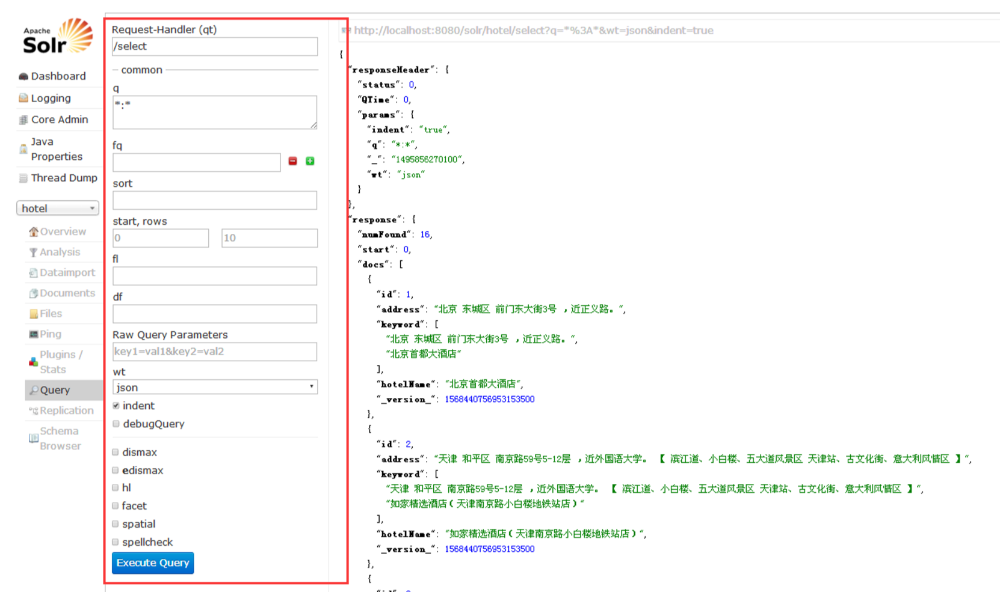 Apache
Solr
Dashboard
Logging
Core Admin
Java
Properties
Thread Dump
hotel
Overview
Analysis
Dataimport
Documents
Files
Ping
Plugins /
Stats
Query
Replication
Schema
Browser
Request-Handler (qt)
/select
common
q
*:*
fq
sort
start, rows
0 10
fl
df
Raw Query Parameters
key1=val1&key2=val2
wt
json
indent
debugQuery
dismax
edismax
hl
facet
spatial
spellcheck
Execute Query
http://localhost:8080/solr/hotel/select?q=*%3A*&wt=json&indent=true
{
"responseHeader": {
"status": 0,
"QTime": 0,
"params": {
"indent": "true",
"q": "*:*",
"_": "1495856270100",
"wt": "json"
}
},
"response": {
"numFound": 16,
"start": 0,
"docs": [
{
"id": 1,
"address": "北京 东城区 前门东大街3号 ，近正义路。",
"keyword": [
"北京 东城区 前门东大街3号 ，近正义路。",
"北京首都大酒店"
],
"hotelName": "北京首都大酒店",
"_version_": 1568440756953153500
},
{
"id": 2,
"address": "天津 和平区 南京路59号5-12层 ，近外国语大学。 【 滨江道、小白楼、五大道风景区 天津站、古文化街、意大利风情区 】",
"keyword": [
"天津 和平区 南京路59号5-12层 ，近外国语大学。 【 滨江道、小白楼、五大道风景区 天津站、古文化街、意大利风情区 】",
"如家精选酒店（天津南京路小白楼地铁站店）"
],
"hotelName": "如家精选酒店（天津南京路小白楼地铁站店）",
"_version_": 1568440756953153500
},
{